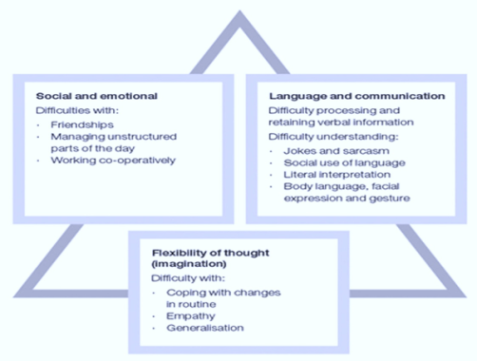 Social and emotional
Difficulties with:
· Friendships
· Managing unstructured
parts of the day
· Working co-operatively
Language and communication
Difficulty processing and
retaining verbal information
Difficulty understanding:
· Jokes and sarcasm
· Social use of language
· Literal interpretation
· Body language, facial
expression and gesture
Flexibility of thought
(imagination)
Difficulty with:
· Coping with changes
in routine
· Empathy
· Generalisation